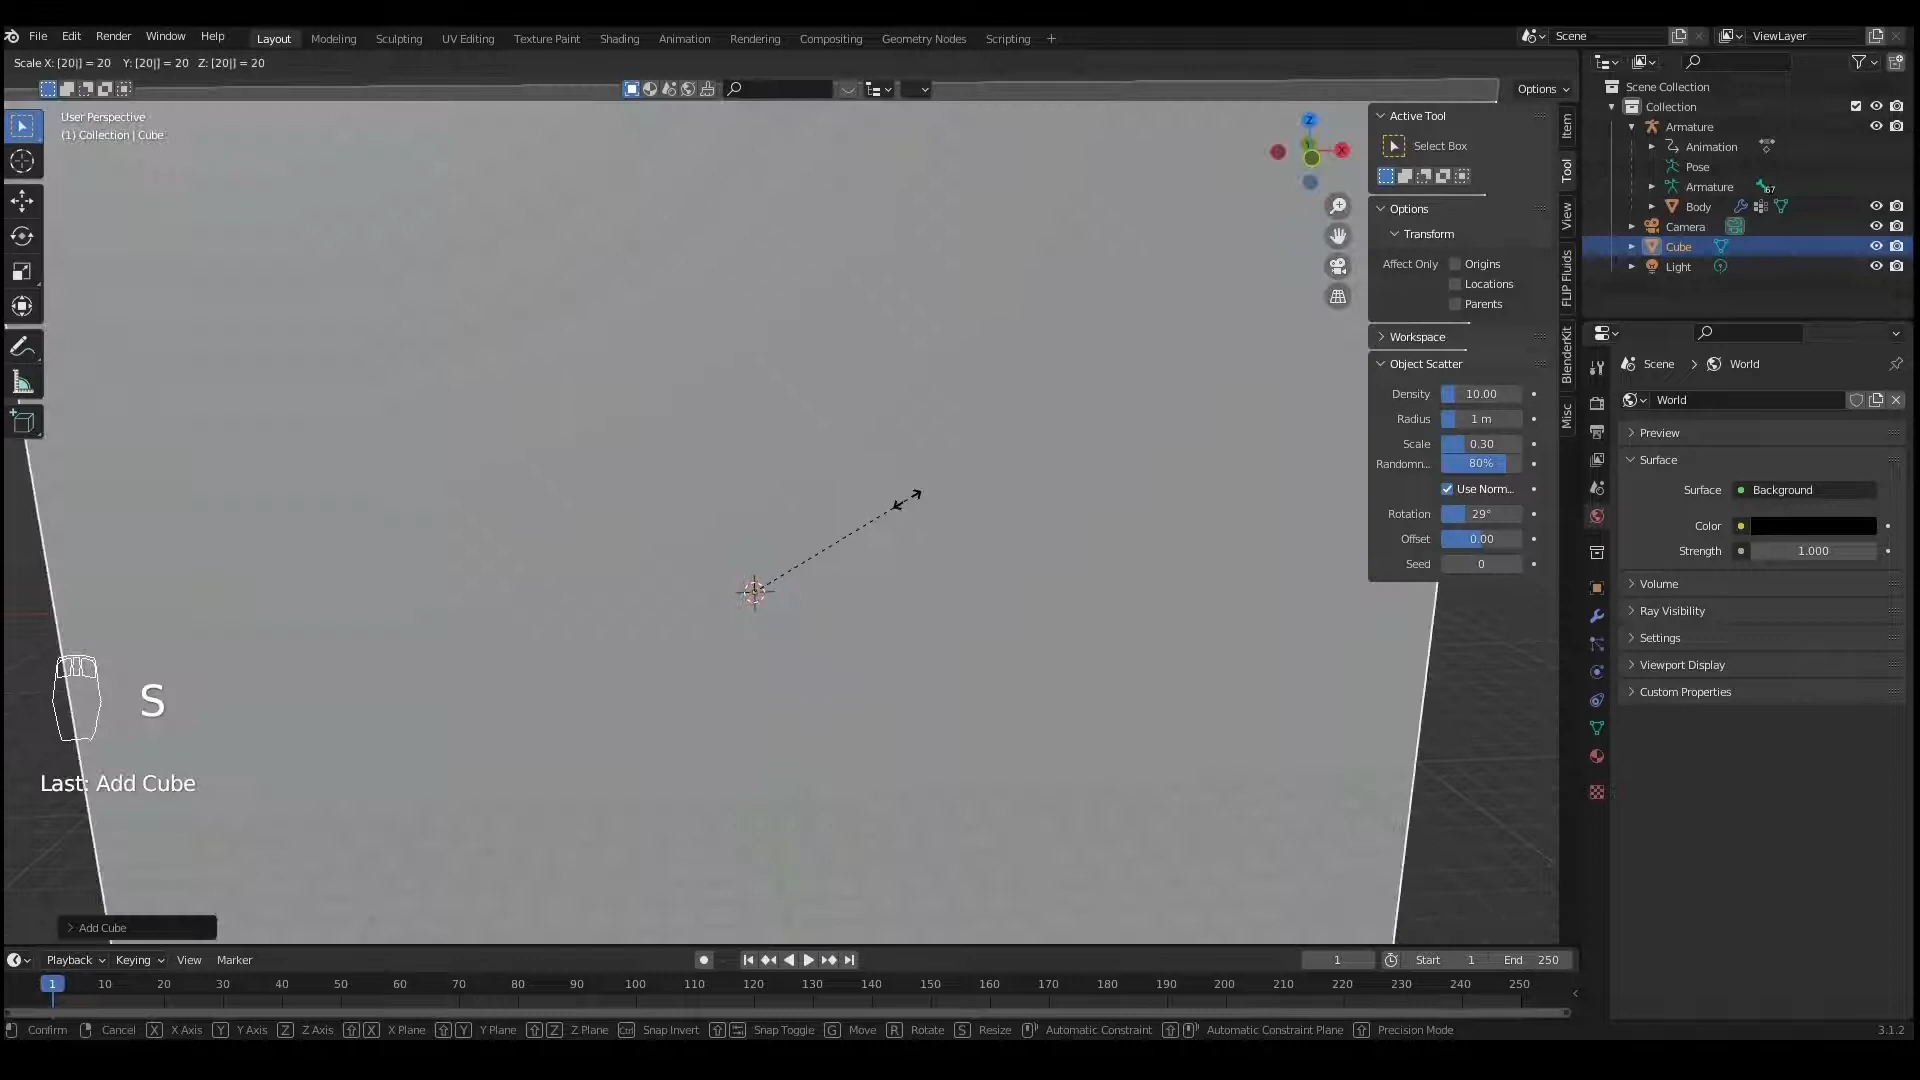 File Edit Render Window Help Layout Modeling Sculpting UV Editing Texture Paint Shading Animation Rendering Compositing Geometry Nodes Scripting + Scene ViewLayer
Scale X: [20|] = 20 Y: [20|] = 20 Z: [20|] = 20
Options
User Perspective
(1) Collection | Cube
Z
X
Active Tool
Select Box
Options
Transform
Affect Only Origins
Locations
Parents
Workspace
Object Scatter
Density 10.00
Radius 1 m
Scale 0.30
Randomn... 80%
Use Norm...
Rotation 29°
Offset 0.00
Seed 0
Item
Tool
View
FLIP Fluids
BlenderKit
Misc
Scene Collection
Collection
Armature
Animation
Pose
Armature 67
Body
Camera
Cube
Light
Scene > World
World
Preview
Surface
Surface Background
Color
Strength 1.000
Volume
Ray Visibility
Settings
Viewport Display
Custom Properties
S
Last: Add Cube
Add Cube
Playback Keying View Marker 1 Start 1 End 250
1 10 20 30 40 50 60 70 80 90 100 110 120 130 140 150 160 170 180 190 200 210 220 230 240 250
Confirm Cancel X X Axis Y Y Axis Z Z Axis X X Plane Y Y Plane Z Z Plane Ctrl Snap Invert Snap Toggle G Move R Rotate S Resize Automatic Constraint Automatic Constraint Plane Precision Mode 3.1.2